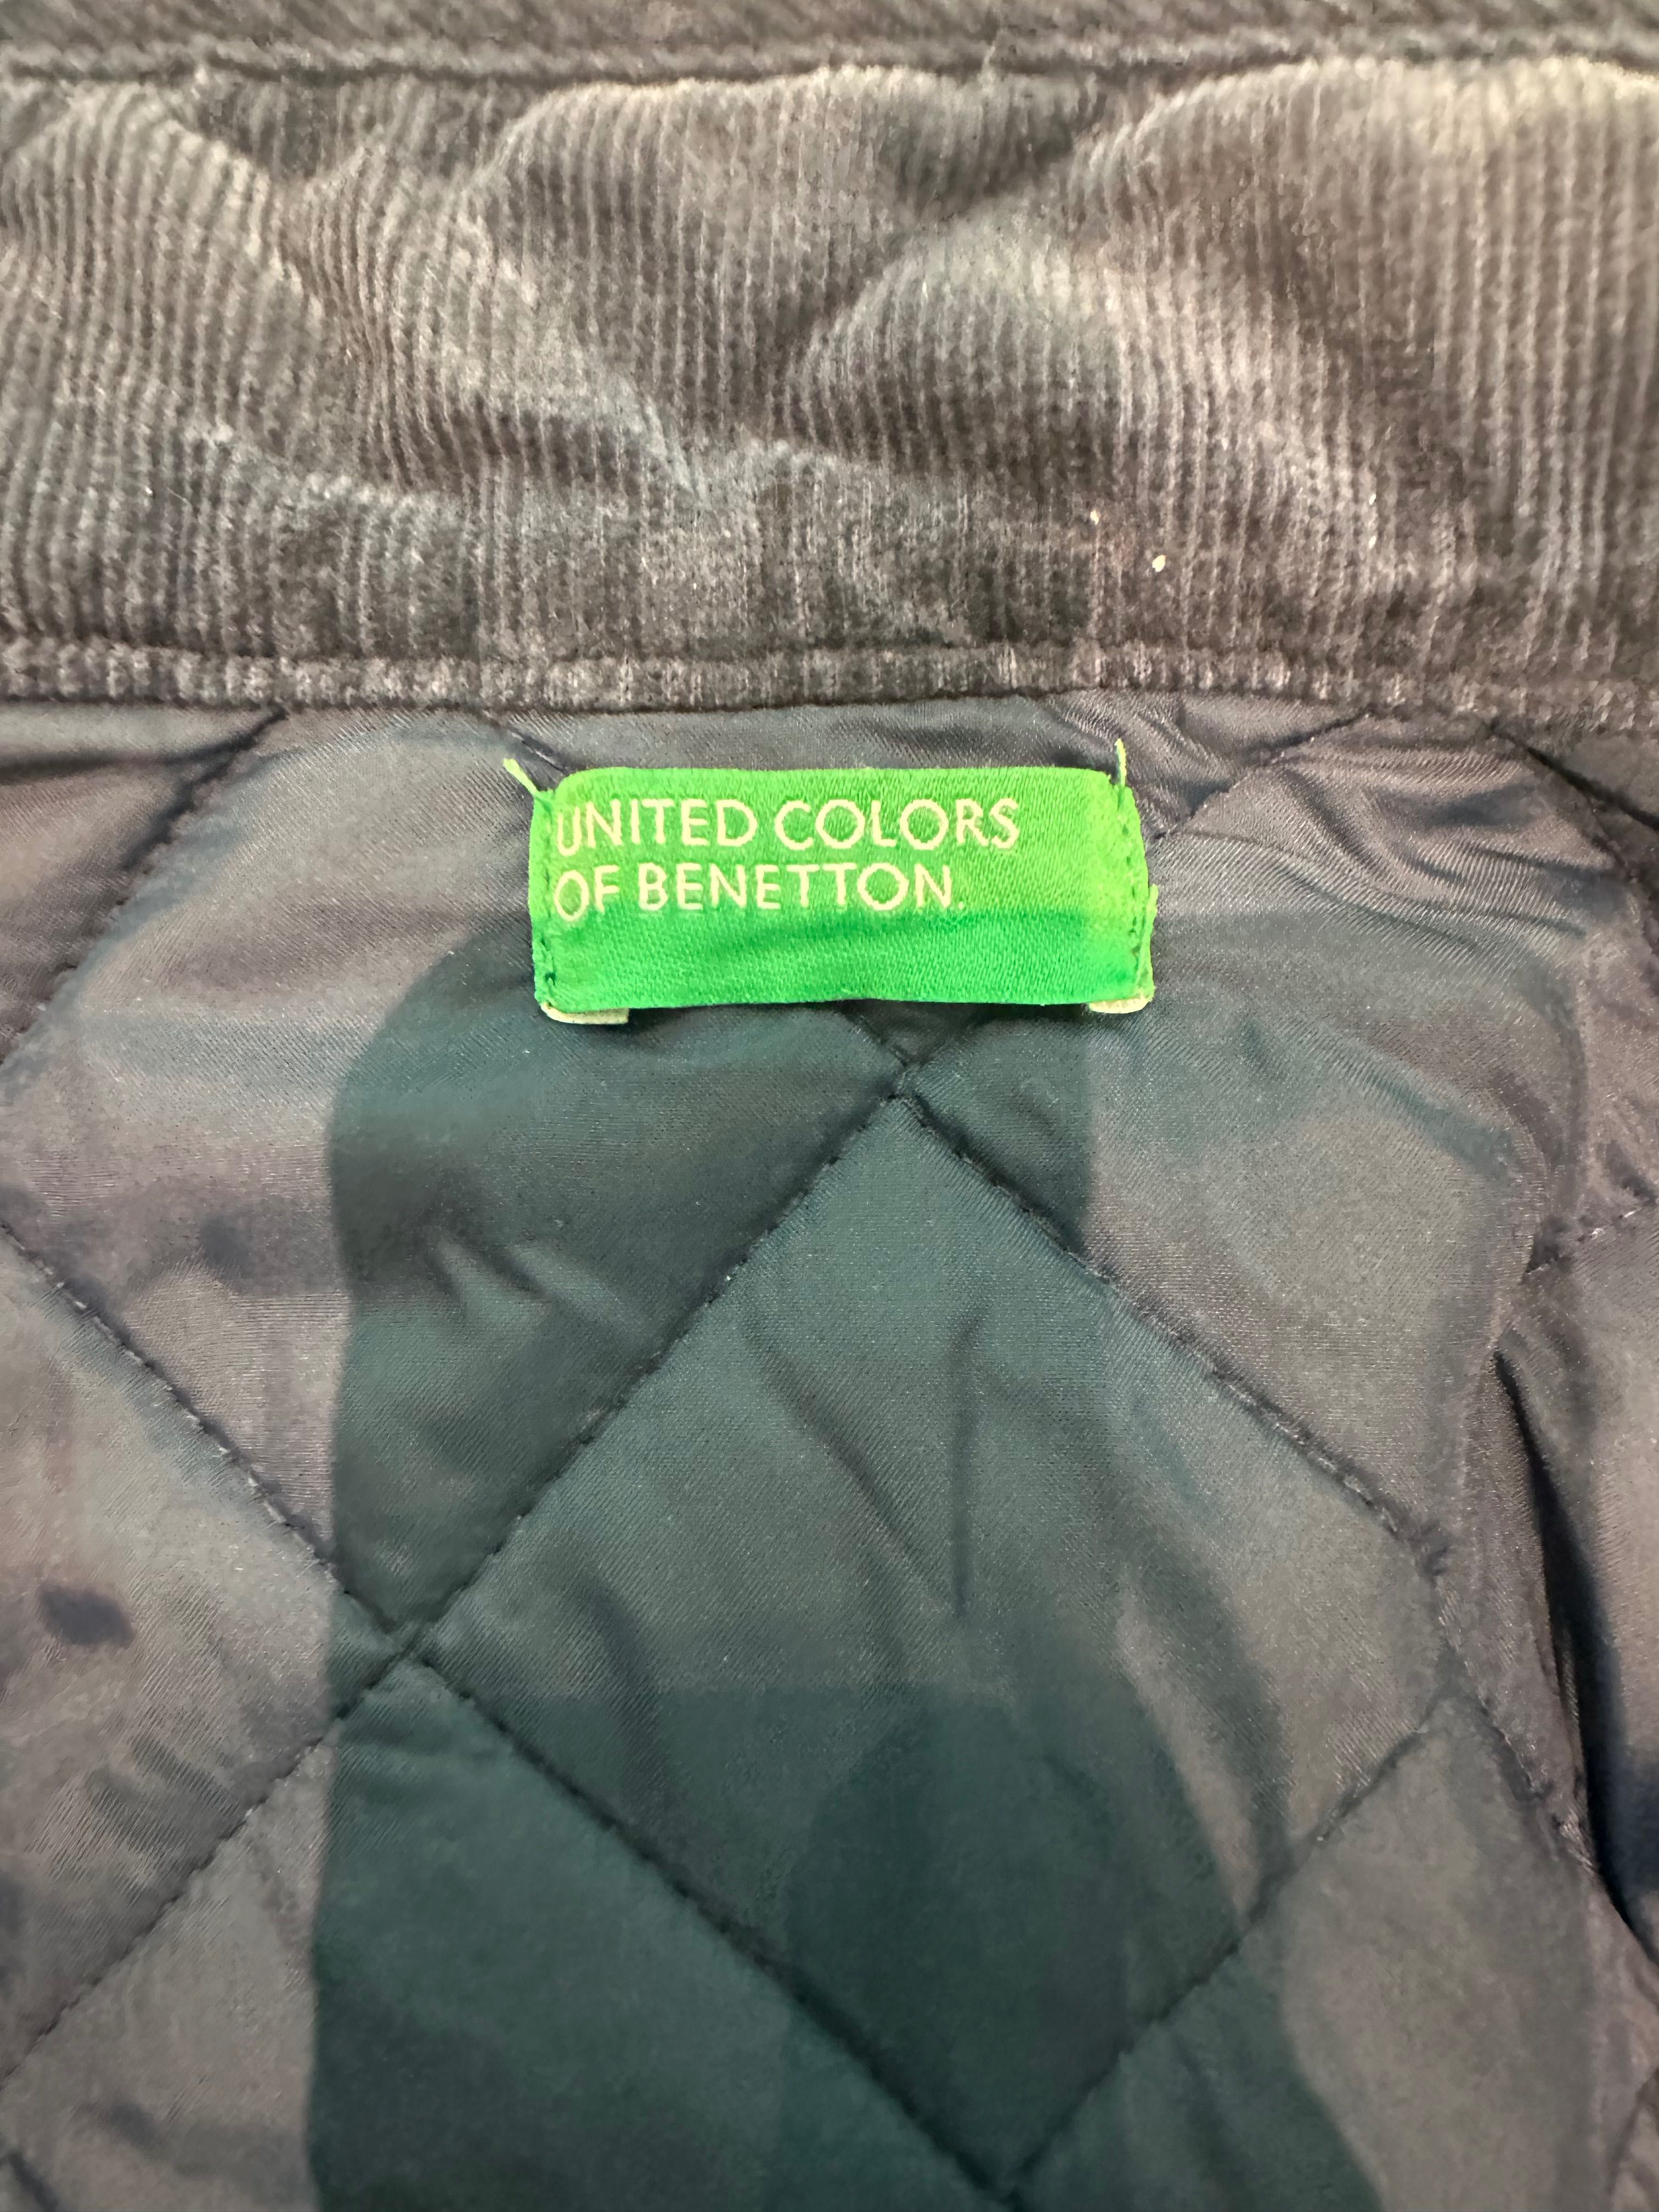 UNITED COLORS
OF BENETTON.